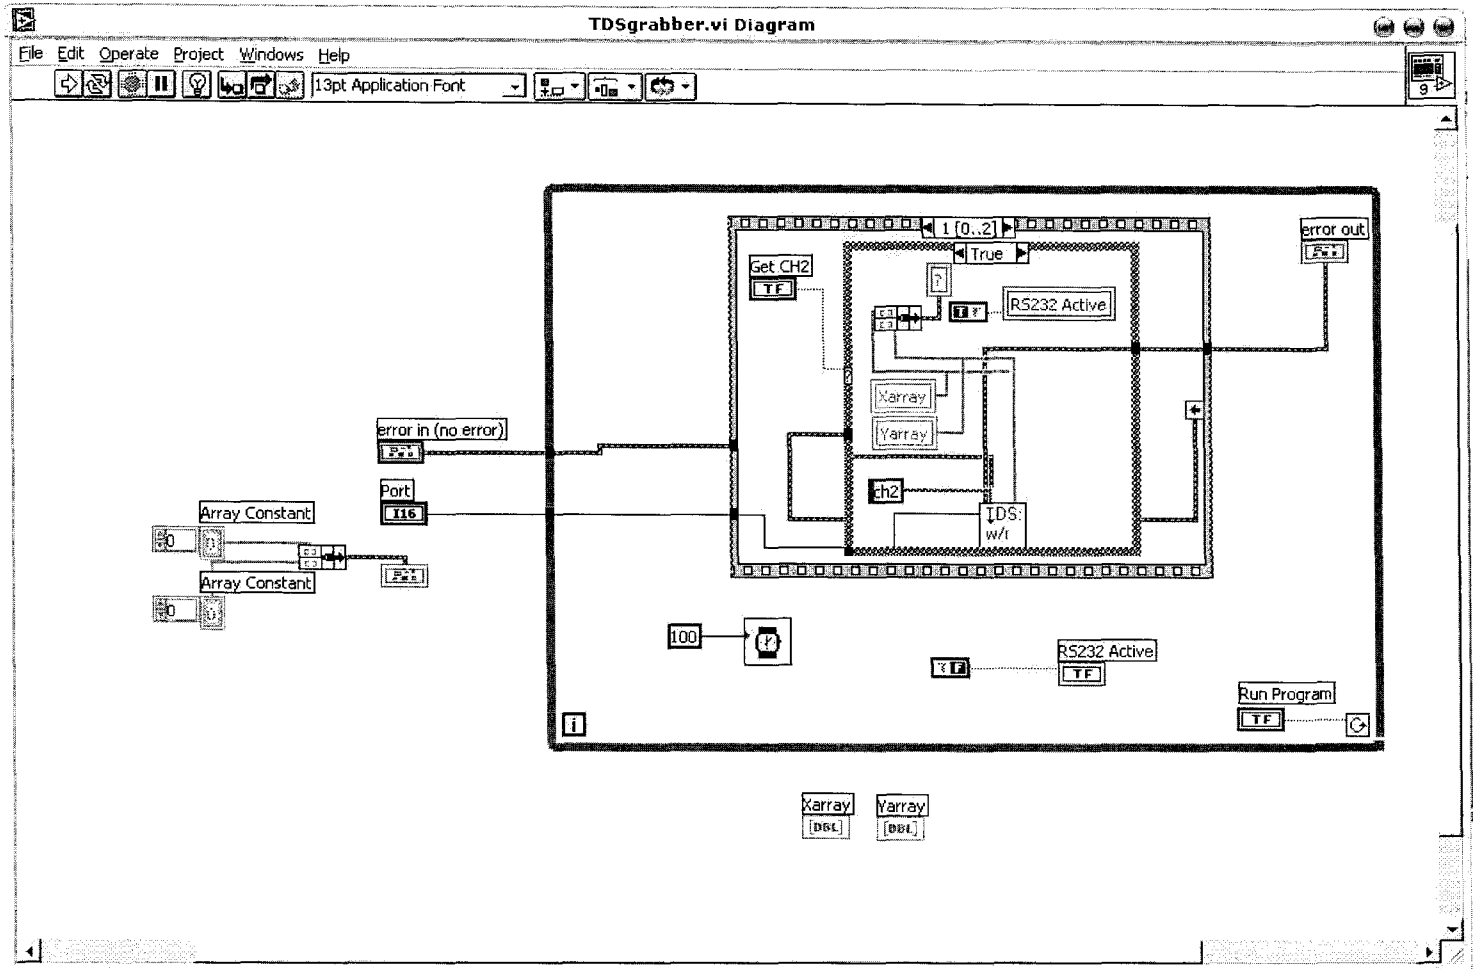 TDSgrabber.vi Diagram
File Edit Operate Project Windows Help
13pt Application Font
9
1 [0..2]
True
Get CH2
TF
?
T F
RS232 Active
error out
Xarray
Yarray
error in (no error)
ch2
Port
I16
TDS:
w/r
Array Constant
0
Array Constant
0
100
RS232 Active
TF
F
Run Program
TF
i
Xarray
[DBL]
Yarray
[DBL]